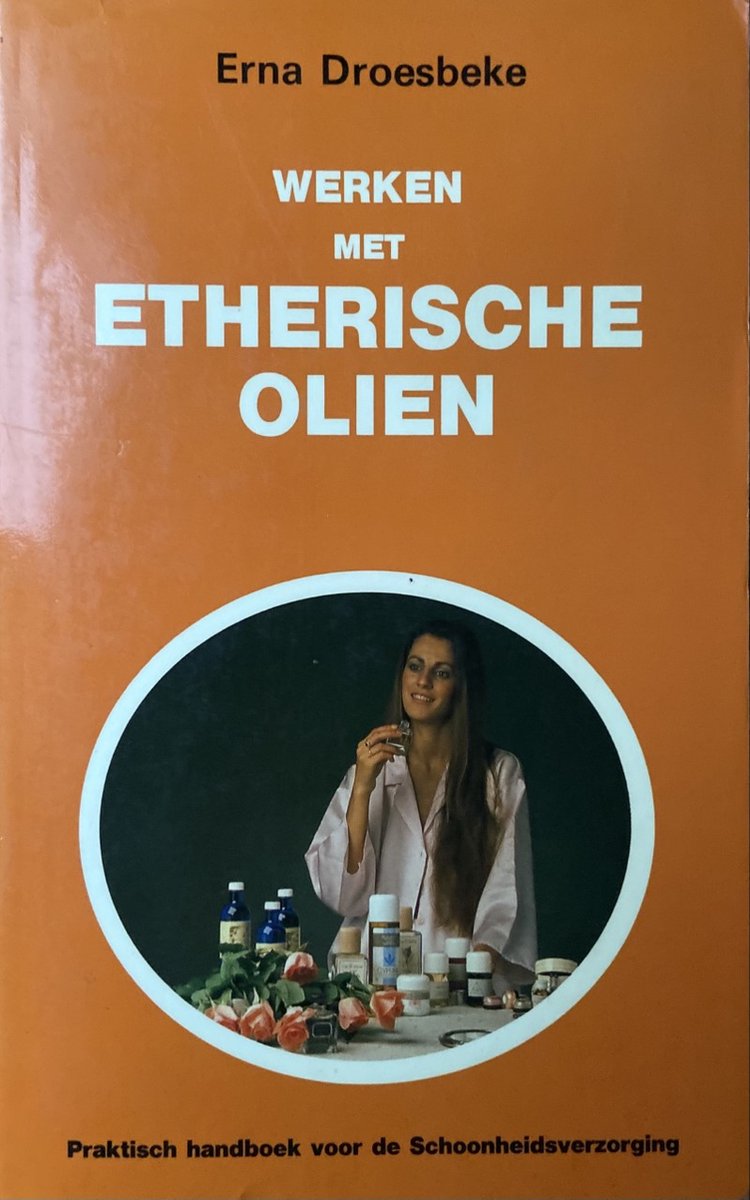 Erna Droesbeke
WERKEN
MET
ETHERISCHE
OLIEN
Praktisch handboek voor de Schoonheidsverzorging